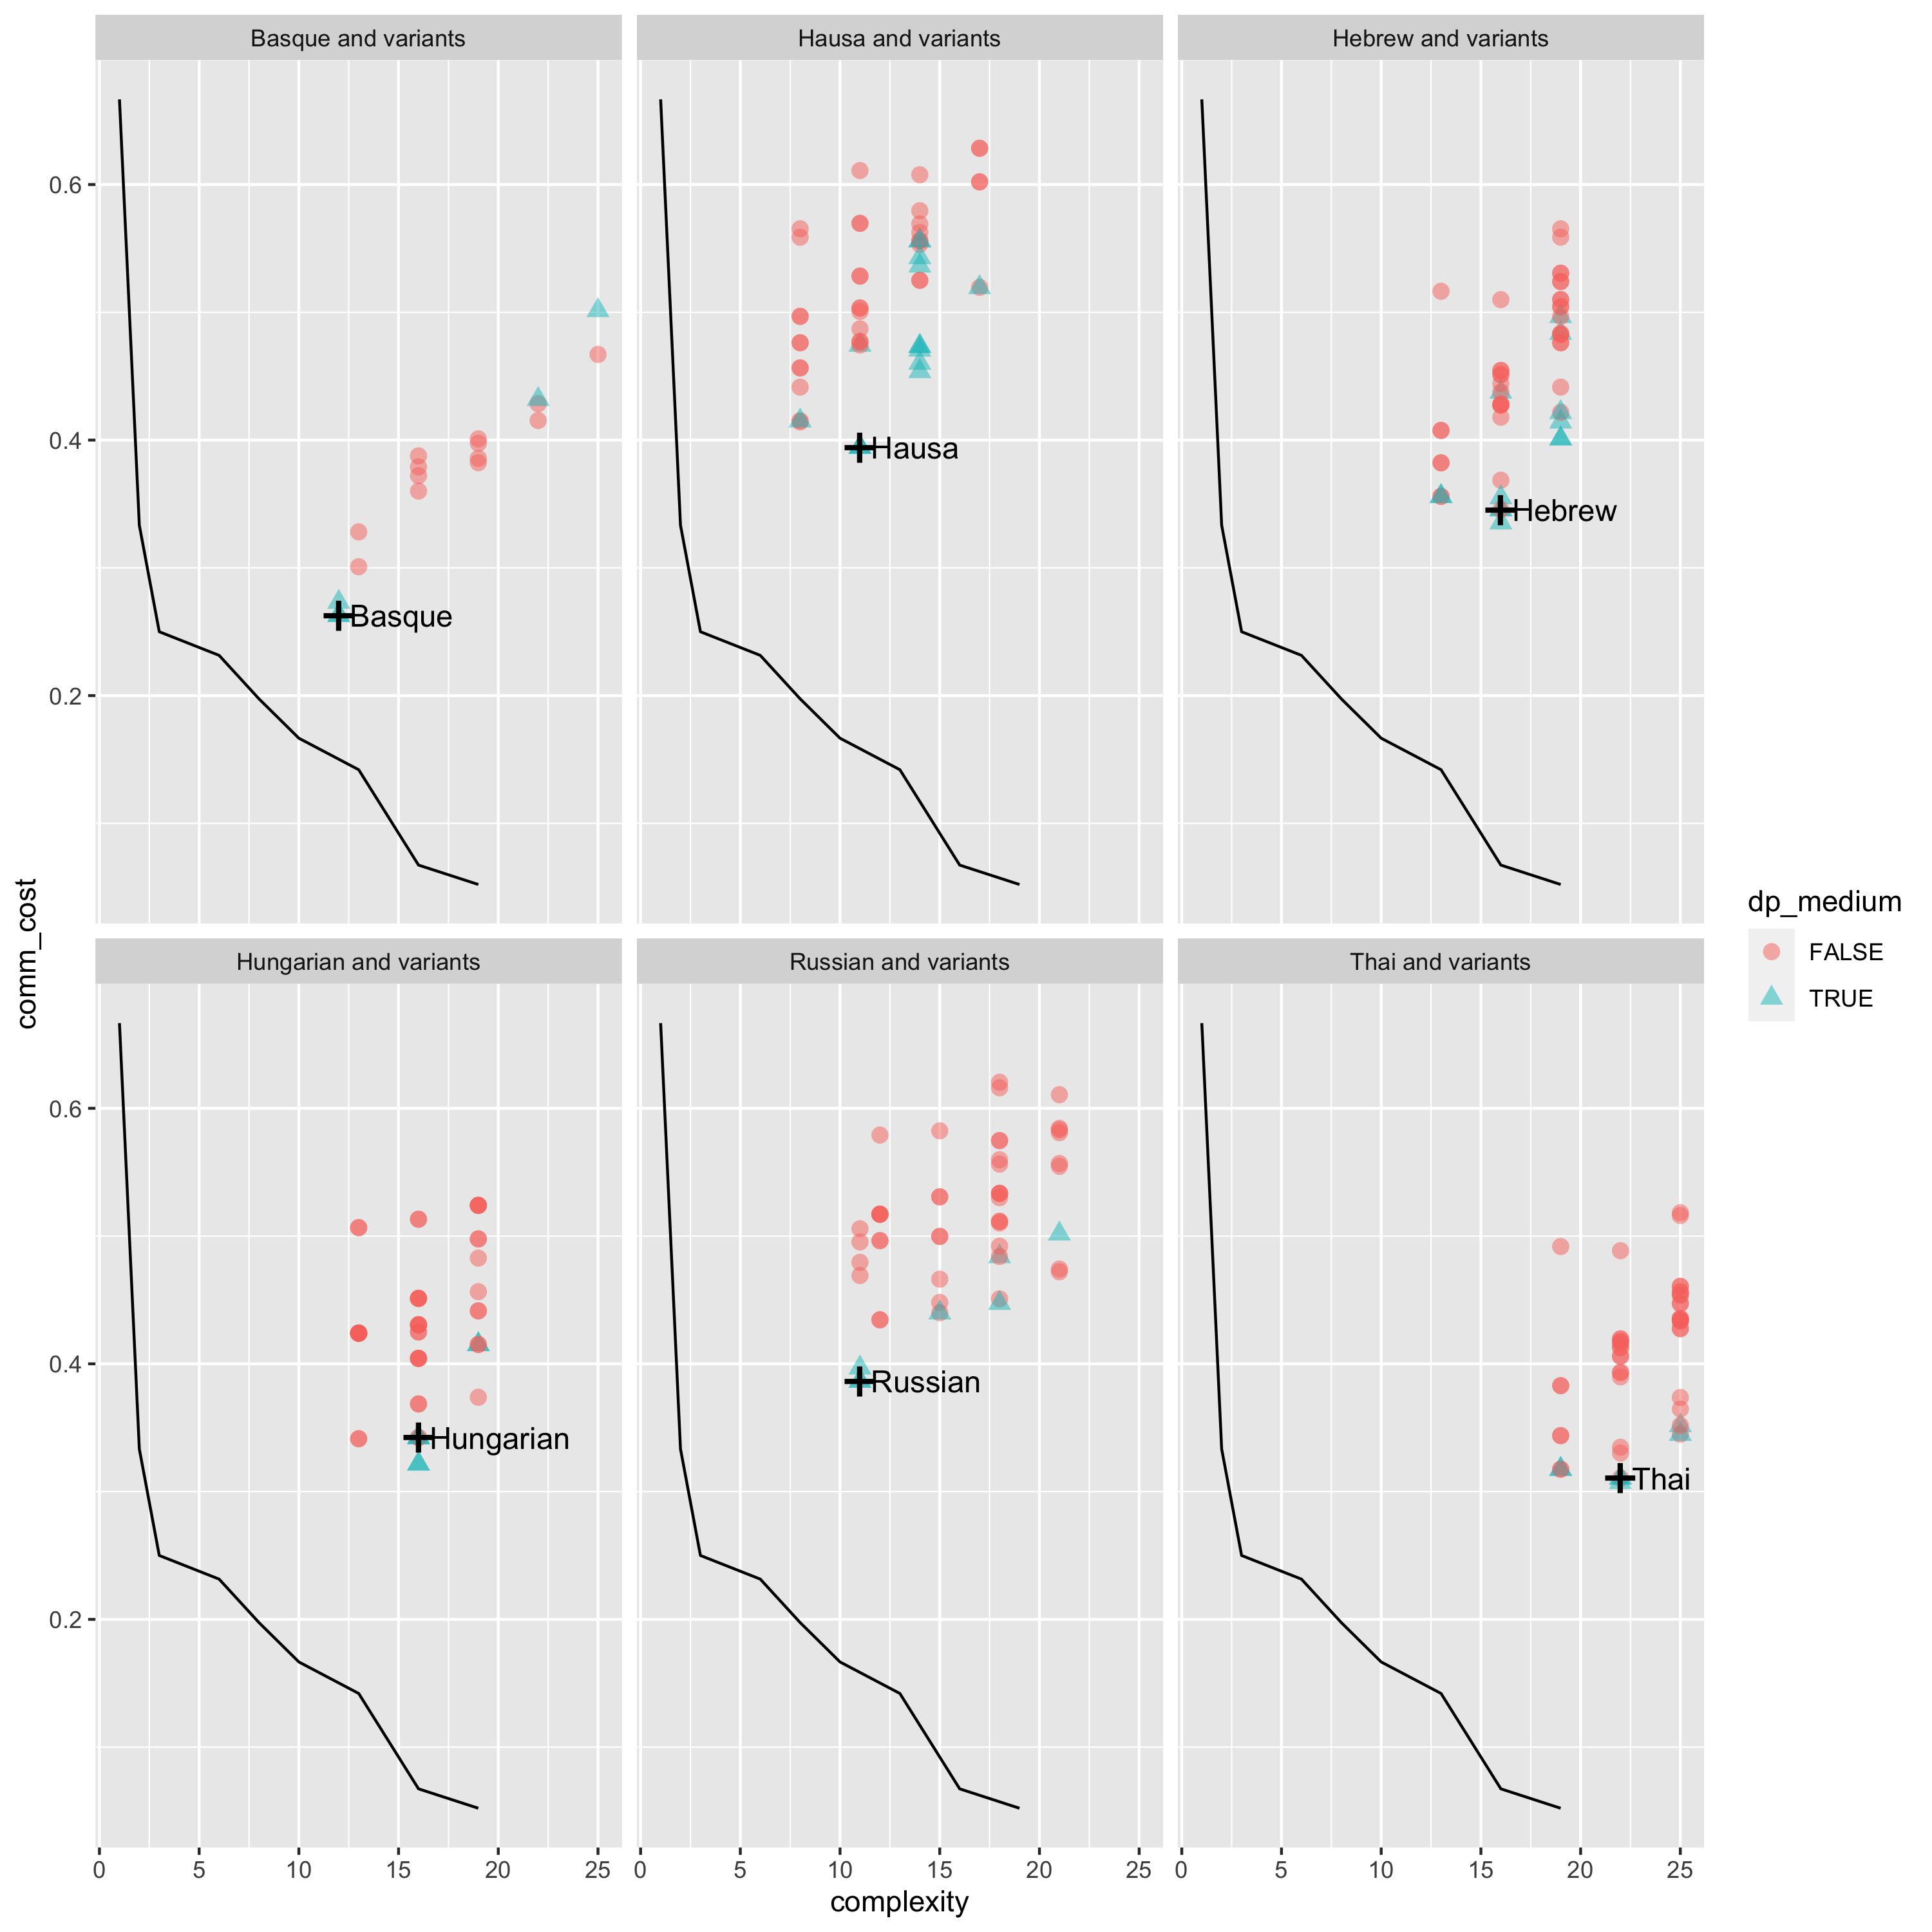 Basque and variants
Hausa and variants
Hebrew and variants
0.6
0.4
0.2
Basque
Hausa
Hebrew
Hungarian and variants
Russian and variants
Thai and variants
0.6
0.4
0.2
Hungarian
Russian
Thai
0 5 10 15 20 25
0 5 10 15 20 25
0 5 10 15 20 25
complexity
comm_cost
dp_medium
FALSE
TRUE